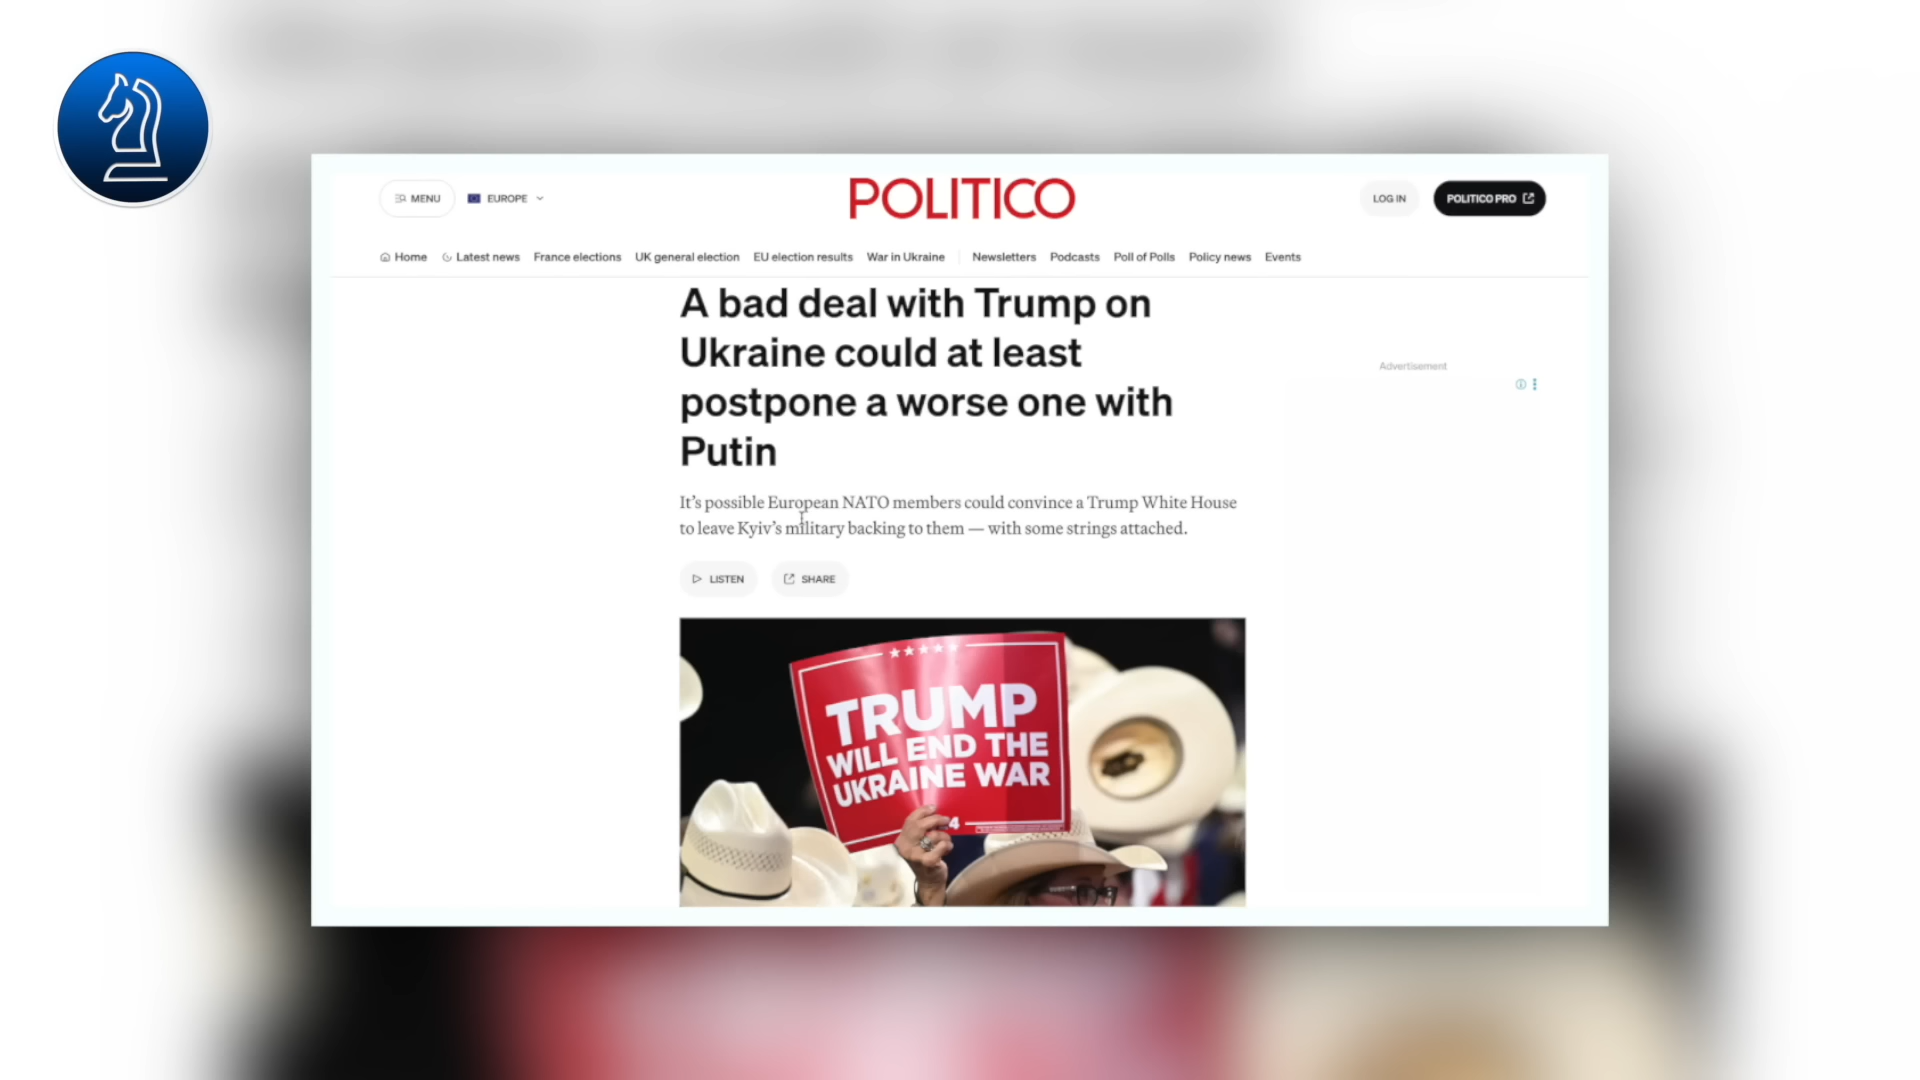 MENU
EUROPE
POLITICO
LOG IN
POLITICO PRO
Home
Latest news
France elections
UK general election
EU election results
War in Ukraine
Newsletters
Podcasts
Poll of Polls
Policy news
Events
A bad deal with Trump on
Ukraine could at least
postpone a worse one with
Putin
Advertisement
It's possible European NATO members could convince a Trump White House
to leave Kyiv's military backing to them — with some strings attached.
LISTEN
SHARE
TRUMP
WILL END THE
UKRAINE WAR
4